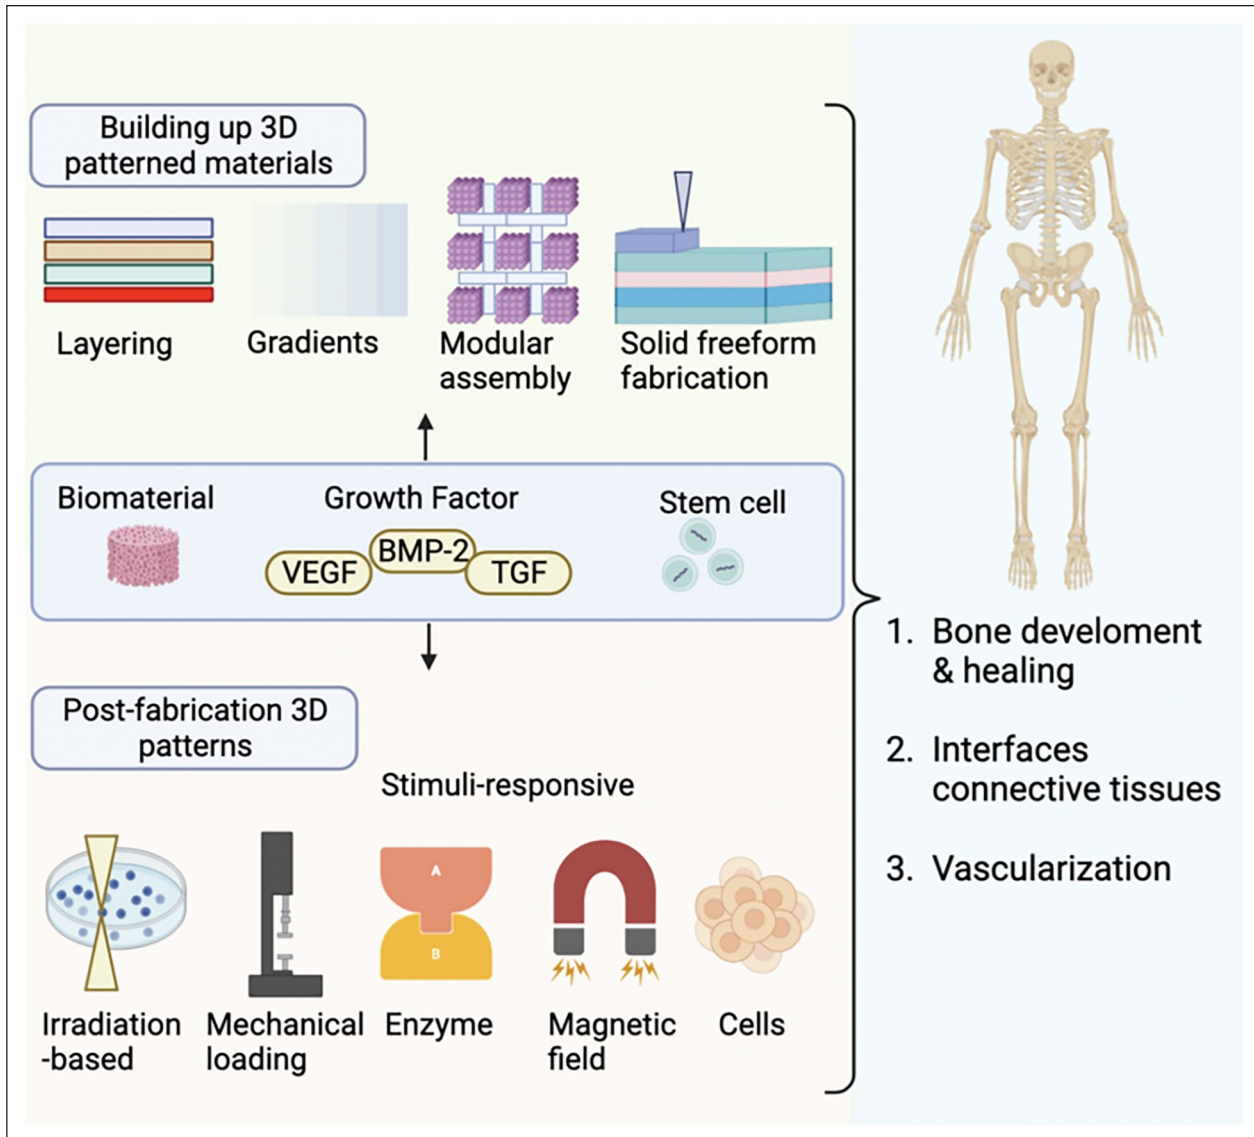 Building up 3D
patterned materials
Layering
Gradients
Modular
assembly
Solid freeform
fabrication
Biomaterial
Growth Factor
Stem cell
VEGF
BMP-2
TGF
Post-fabrication 3D
patterns
Stimuli-responsive
A
B
Irradiation
-based
Mechanical
loading
Enzyme
Magnetic
field
Cells
1. Bone develoment
& healing
2. Interfaces
connective tissues
3. Vascularization